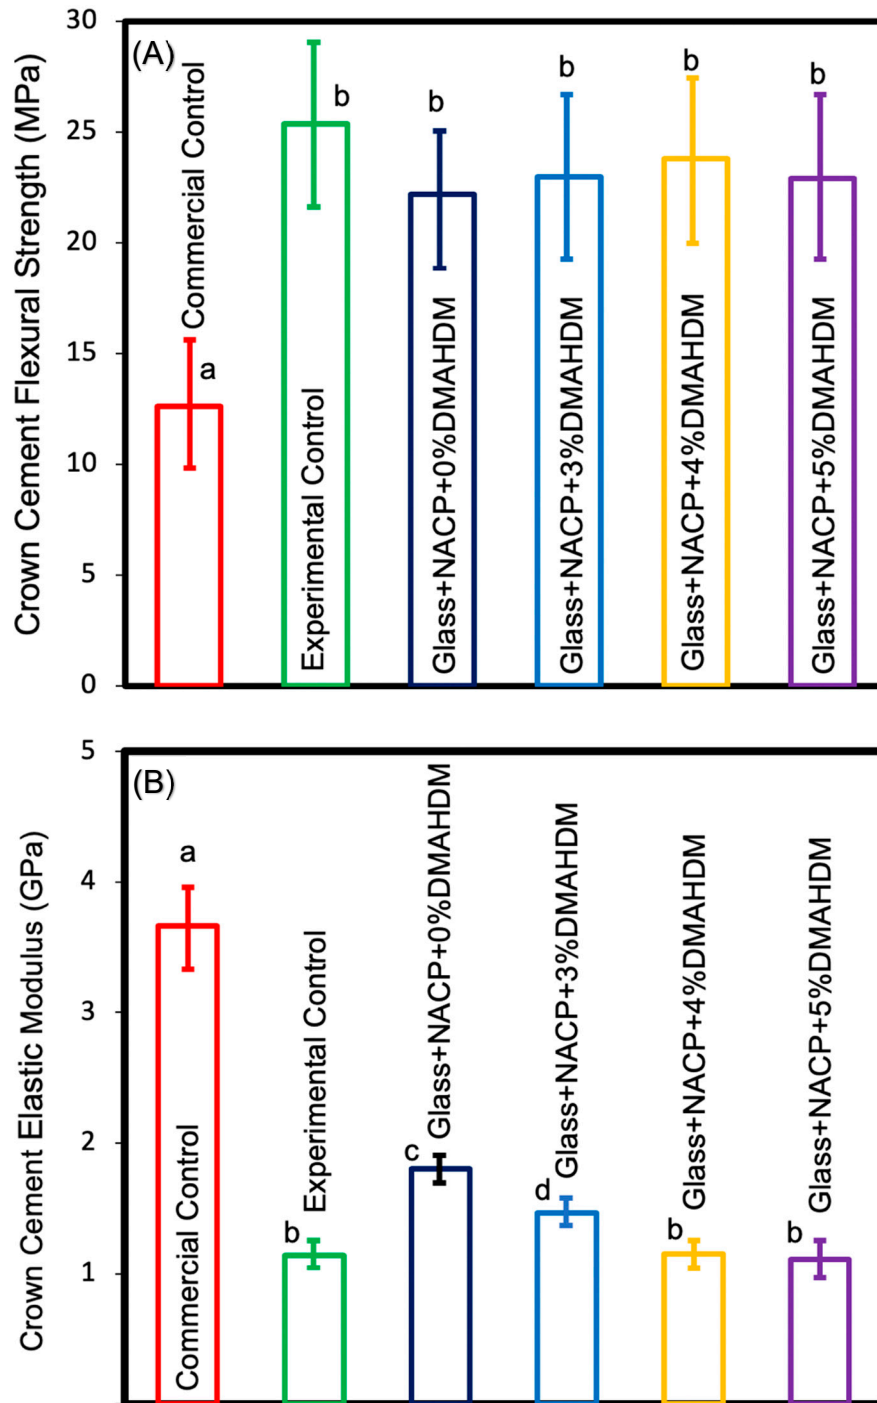 (A)
Crown Cement Flexural Strength (MPa)
30
25
20
15
10
5
0
Commercial Control
a
Experimental Control
b
Glass+NACP+0%DMAHDM
b
Glass+NACP+3%DMAHDM
b
Glass+NACP+4%DMAHDM
b
Glass+NACP+5%DMAHDM
b
(B)
Crown Cement Elastic Modulus (GPa)
5
4
3
2
1
Commercial Control
a
Experimental Control
b
Glass+NACP+0%DMAHDM
c
Glass+NACP+3%DMAHDM
d
Glass+NACP+4%DMAHDM
b
Glass+NACP+5%DMAHDM
b